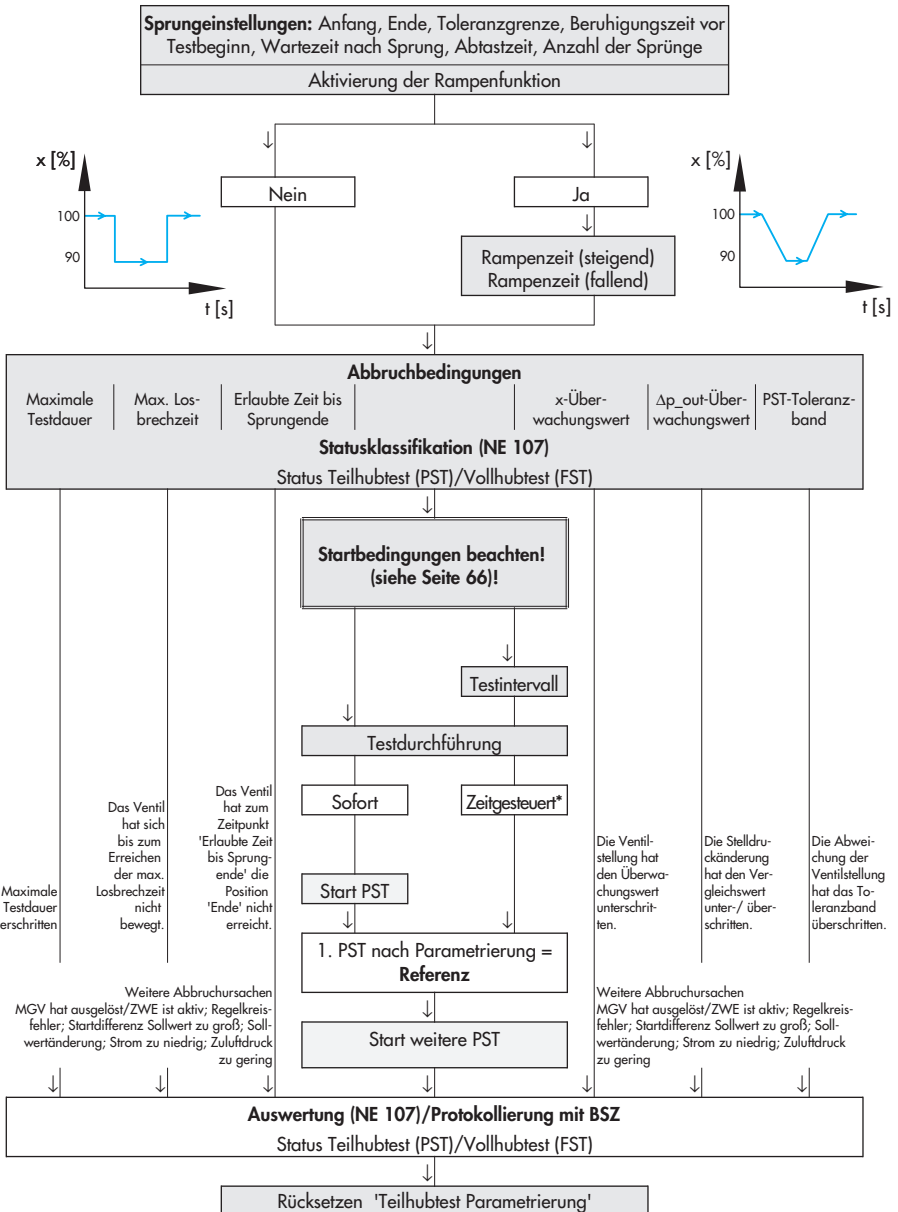 Sprungeinstellungen: Anfang, Ende, Toleranzgrenze, Beruhigungszeit vor
Testbeginn, Wartezeit nach Sprung, Abtastzeit, Anzahl der Sprünge
Aktivierung der Rampenfunktion
x [%]
100
90
t [s]
Nein
Ja
Rampenzeit (steigend)
Rampenzeit (fallend)
x [%]
100
90
t [s]
Abbruchbedingungen
Maximale
Testdauer
Max. Los-
brechzeit
Erlaubte Zeit bis
Sprungende
x-Über-
wachungswert
Δp_out-Über-
wachungswert
PST-Toleranz-
band
Statusklassifikation (NE 107)
Status Teilhubtest (PST)/Vollhubtest (FST)
Startbedingungen beachten!
(siehe Seite 66)!
Testintervall
Testdurchführung
Sofort
Zeitgesteuert*
Start PST
1. PST nach Parametrierung =
Referenz
Start weitere PST
Maximale
Testdauer
erschritten
Das Ventil
hat sich
bis zum
Erreichen
der max.
Losbrechzeit
nicht
bewegt.
Das Ventil
hat zum
Zeitpunkt
'Erlaubte Zeit
bis Sprung-
ende' die
Position
'Ende' nicht
erreicht.
Die Ventil-
stellung hat
den Überwa-
chungswert
unterschrit-
ten.
Die Stelldru-
ckänderung
hat den Ver-
gleichswert
unter-/ über-
schritten.
Die Abwei-
chung der
Ventilstellung
hat das To-
leranzband
überschritten.
Weitere Abbruchursachen
MGV hat ausgelöst/ZWE ist aktiv; Regelkreis-
fehler; Startdifferenz Sollwert zu groß; Soll-
wertänderung; Strom zu niedrig; Zuluftdruck
zu gering
Weitere Abbruchursachen
MGV hat ausgelöst/ZWE ist aktiv; Regelkreis-
fehler; Startdifferenz Sollwert zu groß; Soll-
wertänderung; Strom zu niedrig; Zuluftdruck
zu gering
Auswertung (NE 107)/Protokollierung mit BSZ
Status Teilhubtest (PST)/Vollhubtest (FST)
Rücksetzen 'Teilhubtest Parametrierung'